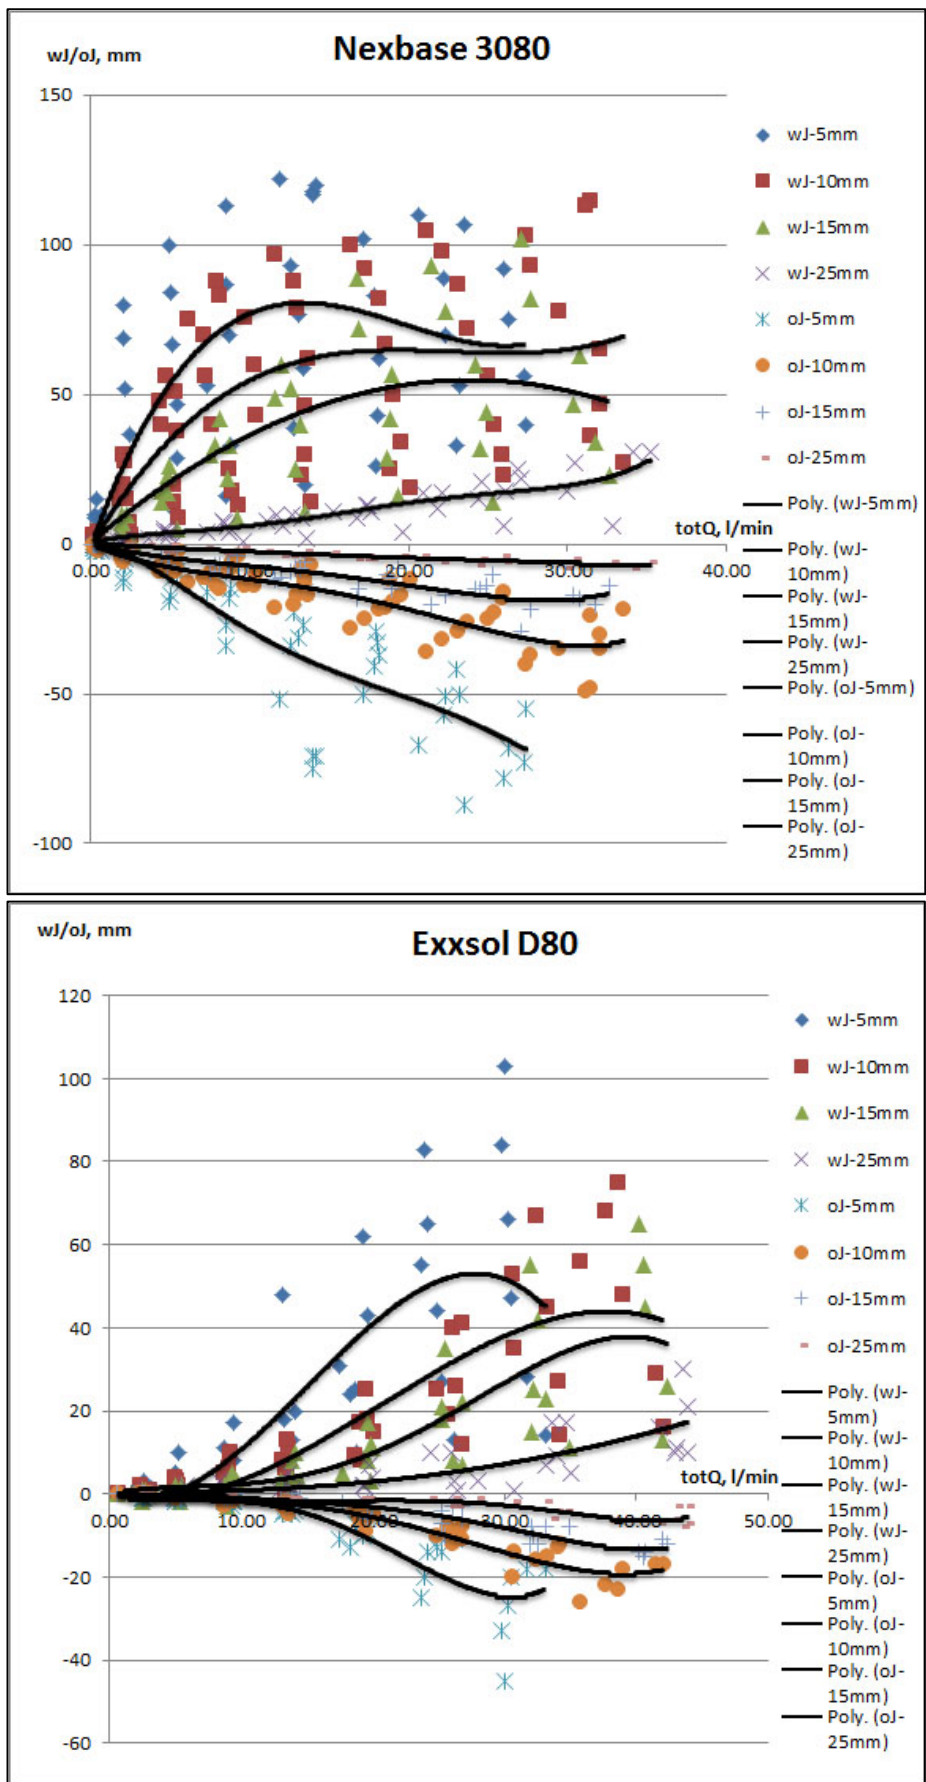 Nexbase 3080
wJ/oJ, mm
150
100
50
0
-50
-100
0.00
10.00
20.00
30.00
40.00
totQ, l/min
wJ-5mm
wJ-10mm
wJ-15mm
wJ-25mm
oJ-5mm
oJ-10mm
oJ-15mm
oJ-25mm
Poly. (wJ-5mm)
Poly. (wJ-
10mm)
Poly. (wJ-
15mm)
Poly. (wJ-
25mm)
Poly. (oJ-5mm)
Poly. (oJ-
10mm)
Poly. (oJ-
15mm)
Poly. (oJ-
25mm)
wJ/oJ, mm
Exxsol D80
120
100
80
60
40
20
0
-20
-40
-60
0.00
10.00
20.00
30.00
40.00
50.00
totQ, l/min
wJ-5mm
wJ-10mm
wJ-15mm
wJ-25mm
oJ-5mm
oJ-10mm
oJ-15mm
oJ-25mm
Poly. (wJ-
5mm)
Poly. (wJ-
10mm)
Poly. (wJ-
15mm)
Poly. (wJ-
25mm)
Poly. (oJ-
5mm)
Poly. (oJ-
10mm)
Poly. (oJ-
15mm)
Poly. (oJ-
25mm)